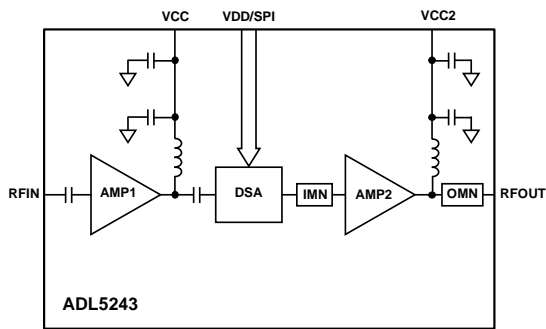 VCC VDD/SPI VCC2
RFIN AMP1 DSA IMN AMP2 OMN RFOUT
ADL5243